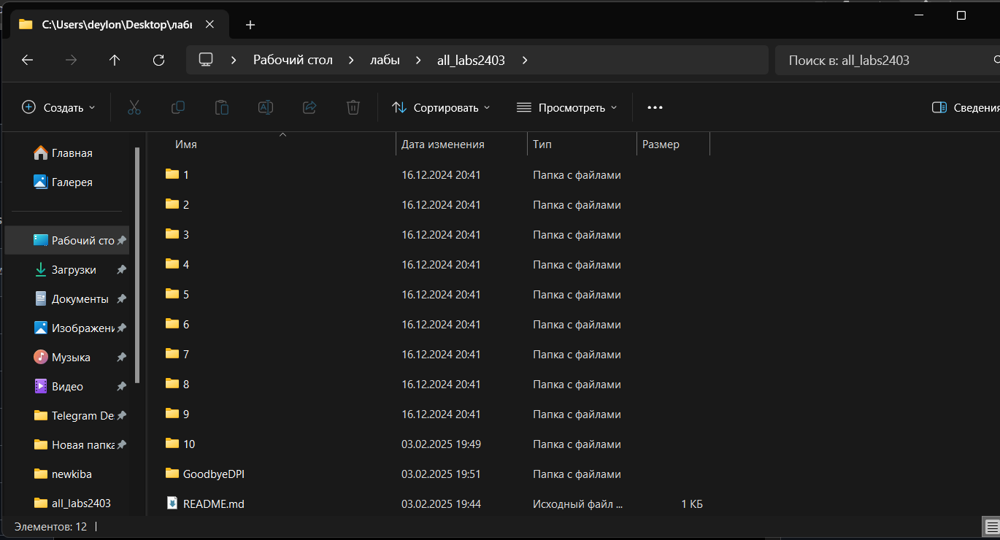 C:\Users\deylon\Desktop\лабы
Рабочий стол лабы all_labs2403 Поиск в: all_labs2403
Создать Сортировать Просмотреть Сведения
Имя Дата изменения Тип Размер
Главная
Галерея
Рабочий сто
Загрузки
Документы
Изображени
Музыка
Видео
Telegram De
Новая папка
newkiba
all_labs2403
1 16.12.2024 20:41 Папка с файлами
2 16.12.2024 20:41 Папка с файлами
3 16.12.2024 20:41 Папка с файлами
4 16.12.2024 20:41 Папка с файлами
5 16.12.2024 20:41 Папка с файлами
6 16.12.2024 20:41 Папка с файлами
7 16.12.2024 20:41 Папка с файлами
8 16.12.2024 20:41 Папка с файлами
9 16.12.2024 20:41 Папка с файлами
10 03.02.2025 19:49 Папка с файлами
GoodbyeDPI 03.02.2025 19:51 Папка с файлами
README.md 03.02.2025 19:44 Исходный файл ... 1 КБ
Элементов: 12